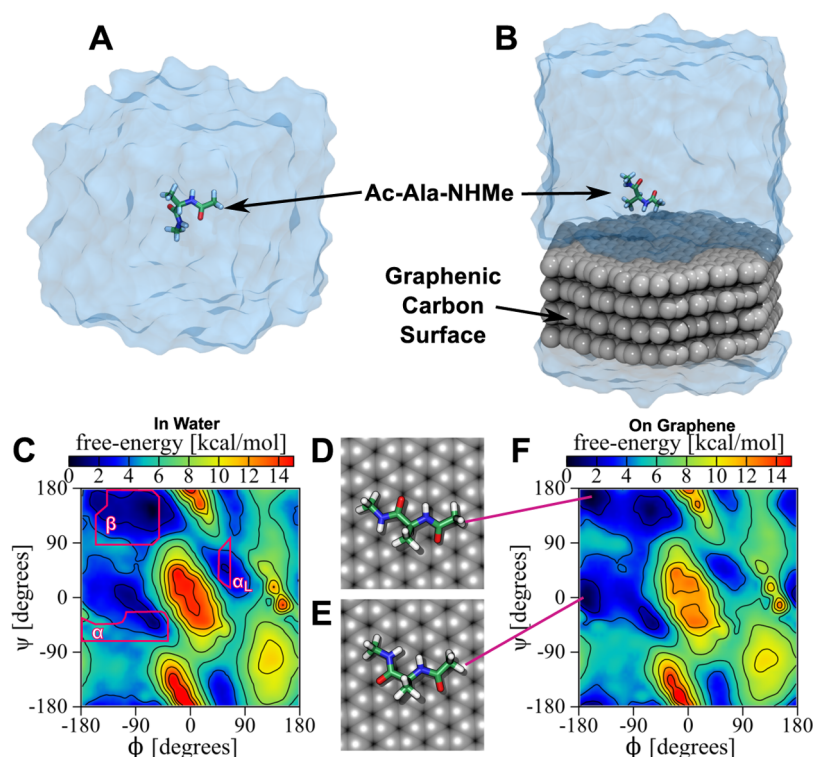 A
B
Ac-Ala-NHMe
Graphenic
Carbon
Surface
C
In Water
free-energy [kcal/mol]
0 2 4 6 8 10 12 14
180
90
0
-90
-180
ψ [degrees]
β
αL
α
-180 -90 0 90 180
ϕ [degrees]
D
E
F
On Graphene
free-energy [kcal/mol]
0 2 4 6 8 10 12 14
180
90
0
-90
-180
ψ [degrees]
-180 -90 0 90 180
ϕ [degrees]